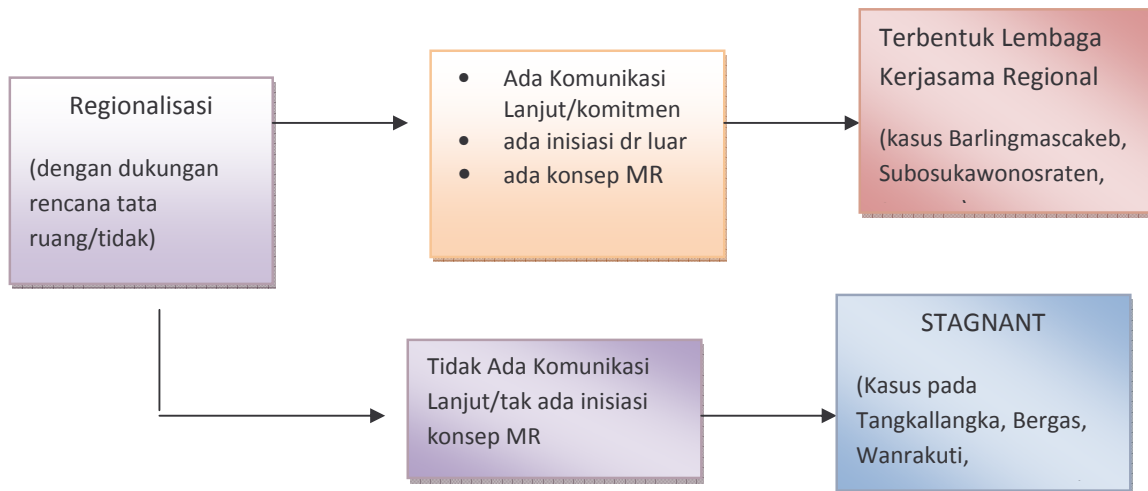 Regionalisasi
(dengan dukungan
rencana tata
ruang/tidak)
• Ada Komunikasi
Lanjut/komitmen
• ada inisiasi dr luar
• ada konsep MR
Terbentuk Lembaga
Kerjasama Regional
(kasus Barlingmascakeb,
Subosukawonosraten,
Tidak Ada Komunikasi
Lanjut/tak ada inisiasi
konsep MR
STAGNANT
(Kasus pada
Tangkallangka, Bergas,
Wanrakuti,